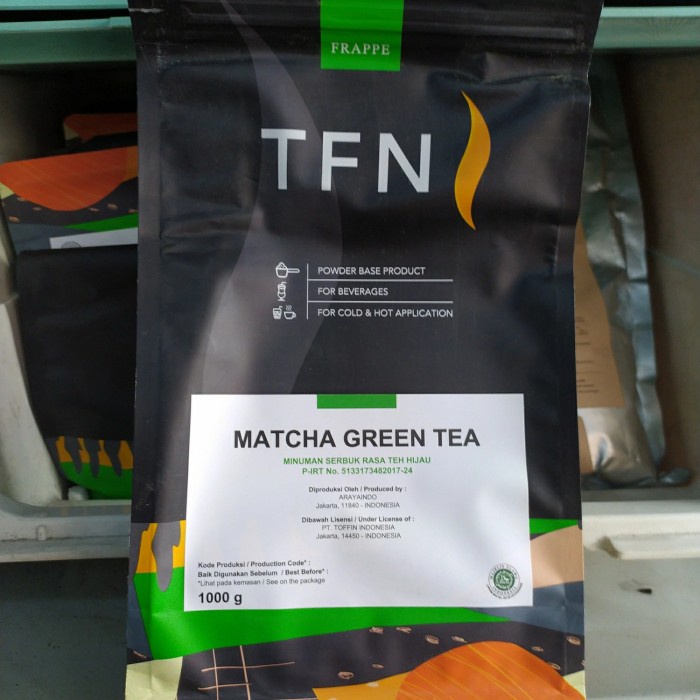 FRAPPE
TFN
POWDER BASE PRODUCT
FOR BEVERAGES
FOR COLD & HOT APPLICATION
MATCHA GREEN TEA
MINUMAN SERBUK RASA TEH HIJAU
P-IRT No. 5133173482017-24
Diproduksi Oleh / Produced by :
ARAYAINDO
Jakarta, 11840 - INDONESIA
Dibawah Lisensi / Under License of :
PT. TOFFIN INDONESIA
Jakarta, 14450 - INDONESIA
Kode Produksi / Production Code* :
Baik Digunakan Sebelum / Best Before* :
*Lihat pada kemasan / See on the package
1000 g